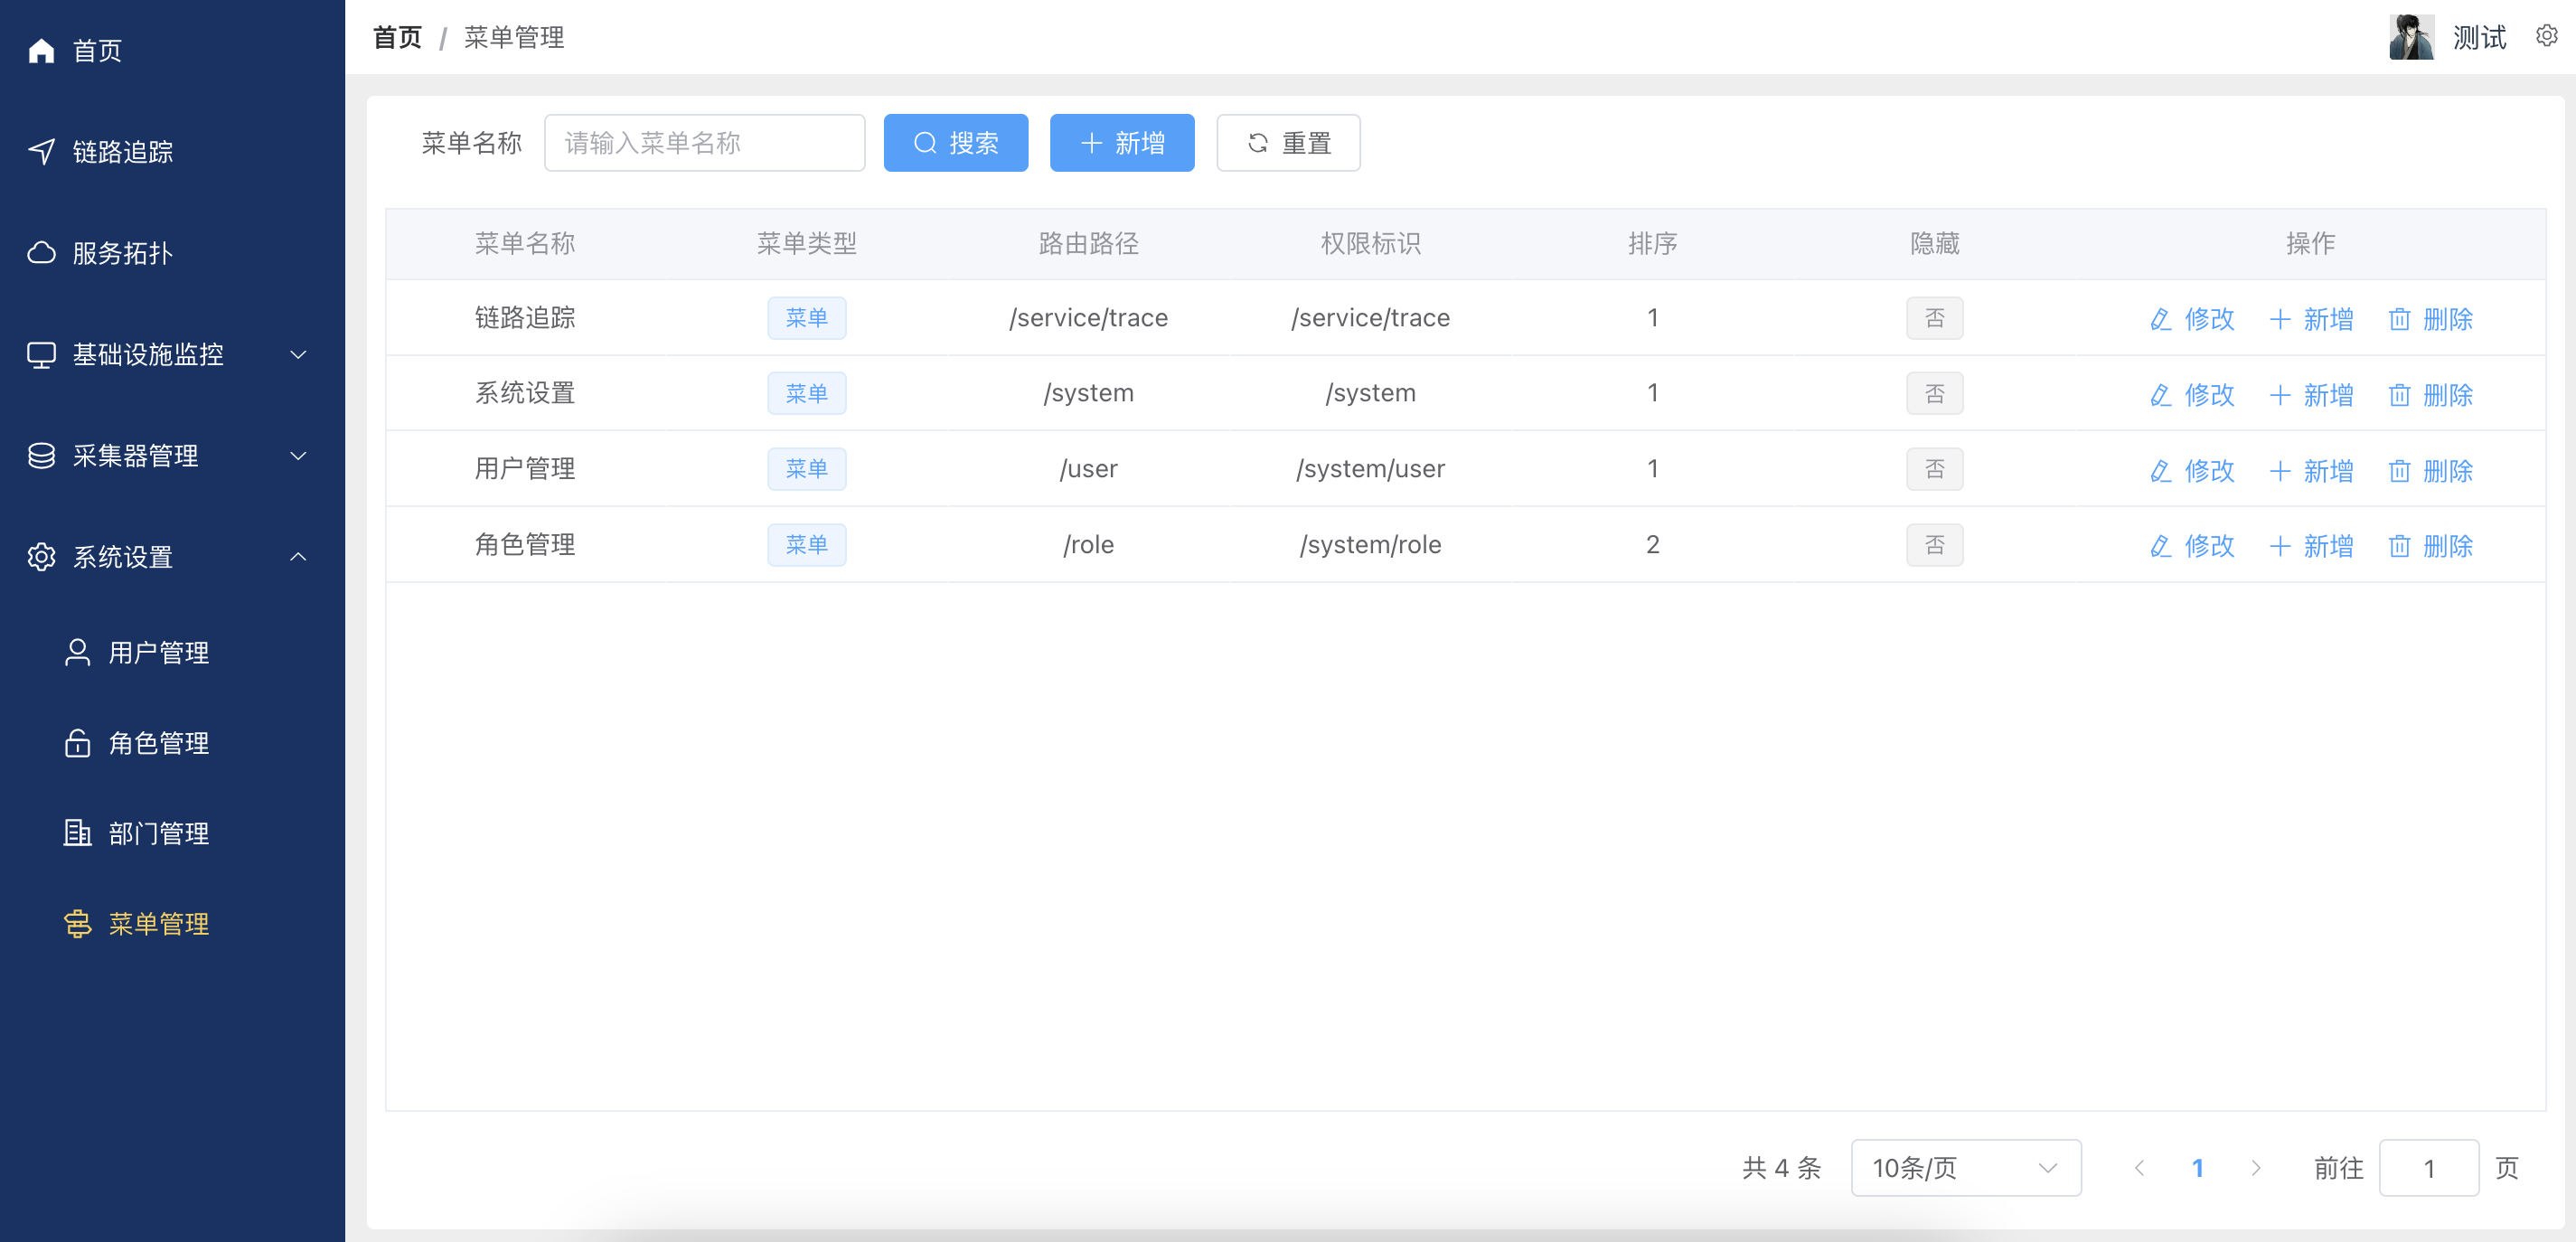 首页
链路追踪
服务拓扑
基础设施监控
采集器管理
系统设置
用户管理
角色管理
部门管理
菜单管理
首页 / 菜单管理
测试
菜单名称 请输入菜单名称 搜索 新增 重置
菜单名称 菜单类型 路由路径 权限标识 排序 隐藏 操作
链路追踪 菜单 /service/trace /service/trace 1 否 修改 新增 删除
系统设置 菜单 /system /system 1 否 修改 新增 删除
用户管理 菜单 /user /system/user 1 否 修改 新增 删除
角色管理 菜单 /role /system/role 2 否 修改 新增 删除
共 4 条 10条/页 1 前往 1 页